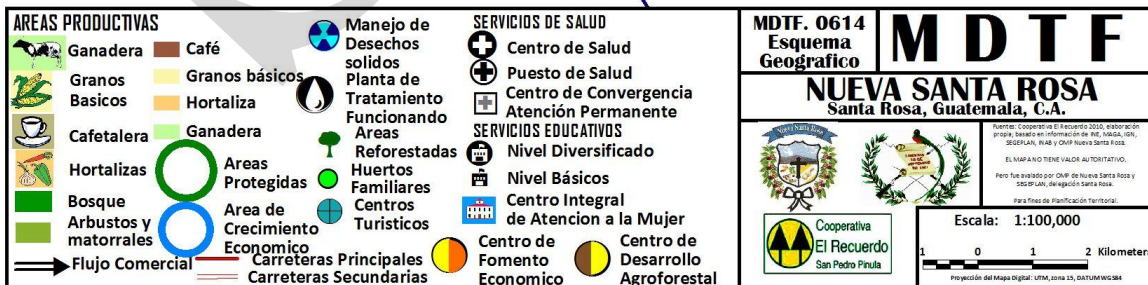 AREAS PRODUCTIVAS
Ganadera
Granos
Basicos
Cafetalera
Hortalizas
Bosque
Arbustos y
matorrales
Flujo Comercial
Café
Granos básicos
Hortaliza
Ganadera
Areas
Protegidas
Area de
Crecimiento
Economico
Carreteras Principales
Carreteras Secundarias
Manejo de
Desechos
solidos
Planta de
Tratamiento
Funcionando
Areas
Reforestadas
Huertos
Familiares
Centros
Turisticos
Centro de
Fomento
Economico
SERVICIOS DE SALUD
Centro de Salud
Puesto de Salud
Centro de Convergencia
Atención Permanente
SERVICIOS EDUCATIVOS
Nivel Diversificado
Nivel Básicos
Centro Integral
de Atencion a la Mujer
Centro de
Desarrollo
Agroforestal
MDTF. 0614
Esquema
Geografico
MDTF
NUEVA SANTA ROSA
Santa Rosa, Guatemala, C.A.
Nueva Santa Rosa
Fuentes: Cooperativa El Recuerdo 2010, elaboración
propia, basado en información de INE, MAGA, IGN,
SEGEPLAN, INAB y OMP Nueva Santa Rosa.
EL MAPA NO TIENE VALOR AUTORITATIVO.
Pero fue avalado por OMP de Nueva Santa Rosa y
SEGEPLAN, delegación Santa Rosa.
Para fines de Planificación Territorial.
Cooperativa
El Recuerdo
San Pedro Pinula
Escala: 1:100,000
1 0 1 2 Kilometers
Proyección del Mapa Digital: UTM, zona 15, DATUM WGS84